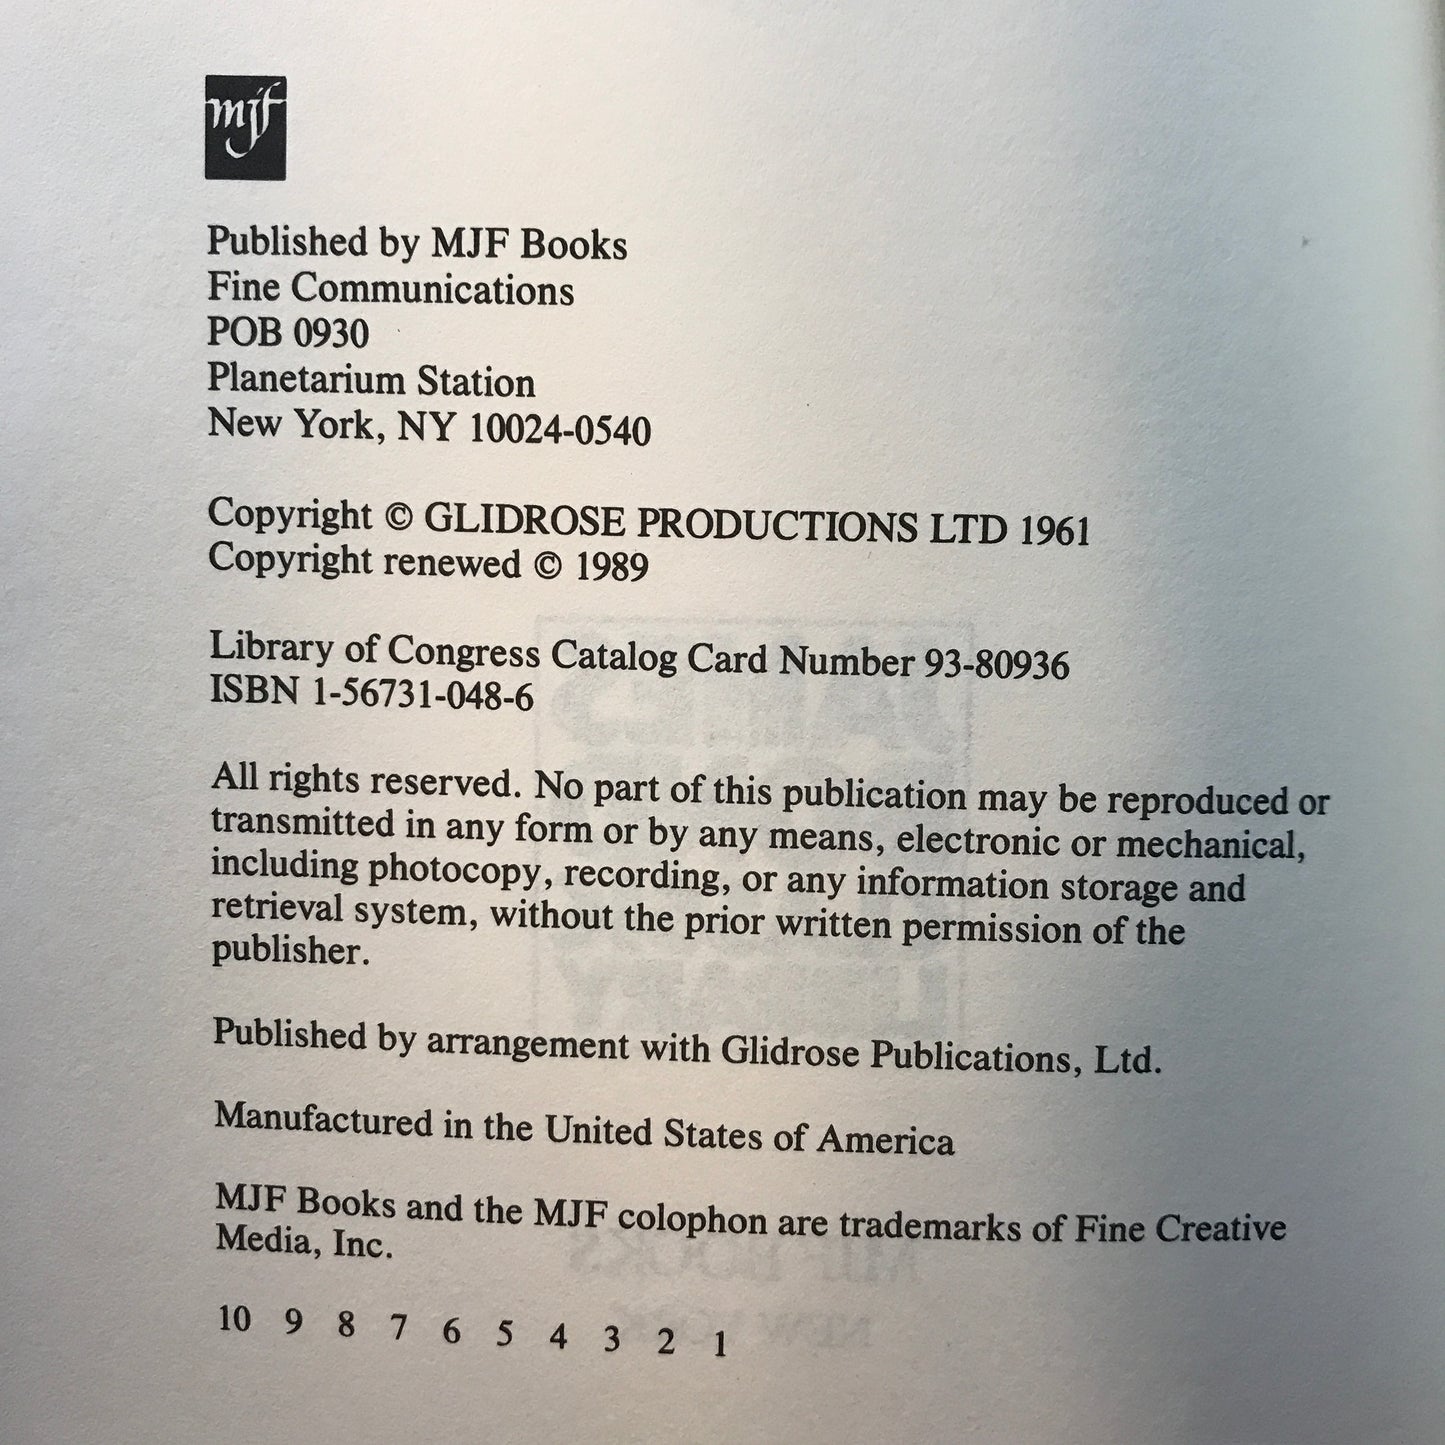 mjf
Published by MJF Books
Fine Communications
POB 0930
Planetarium Station
New York, NY 10024-0540
Copyright © GLIDROSE PRODUCTIONS LTD 1961
Copyright renewed © 1989
Library of Congress Catalog Card Number 93-80936
ISBN 1-56731-048-6
All rights reserved. No part of this publication may be reproduced or
transmitted in any form or by any means, electronic or mechanical,
including photocopy, recording, or any information storage and
retrieval system, without the prior written permission of the
publisher.
Published by arrangement with Glidrose Publications, Ltd.
Manufactured in the United States of America
MJF Books and the MJF colophon are trademarks of Fine Creative
Media, Inc.
10 9 8 7 6 5 4 3 2 1